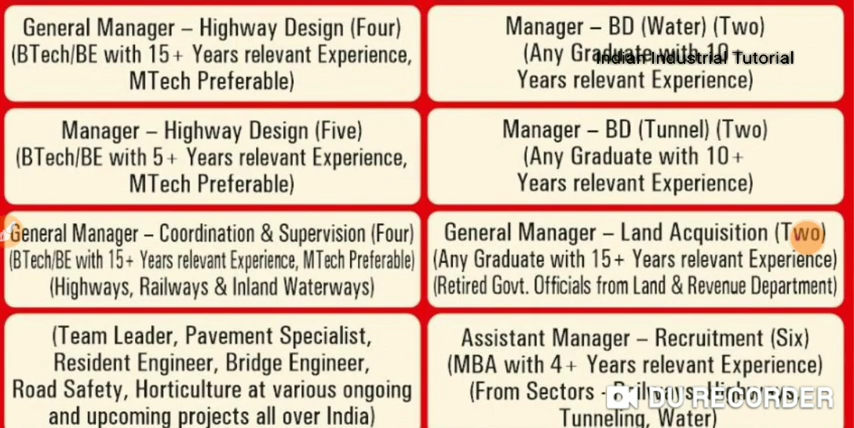 General Manager – Highway Design (Four)
(BTech/BE with 15+ Years relevant Experience,
MTech Preferable)
Manager – BD (Water) (Two)
(Any Graduate with 10+
Indian Industrial Tutorial
Years relevant Experience)
Manager – Highway Design (Five)
(BTech/BE with 5+ Years relevant Experience,
MTech Preferable)
Manager – BD (Tunnel) (Two)
(Any Graduate with 10+
Years relevant Experience)
General Manager – Coordination & Supervision (Four)
(BTech/BE with 15+ Years relevant Experience, MTech Preferable)
(Highways, Railways & Inland Waterways)
General Manager – Land Acquisition (Two)
(Any Graduate with 15+ Years relevant Experience)
(Retired Govt. Officials from Land & Revenue Department)
(Team Leader, Pavement Specialist,
Resident Engineer, Bridge Engineer,
Road Safety, Horticulture at various ongoing
and upcoming projects all over India)
Assistant Manager – Recruitment (Six)
(MBA with 4+ Years relevant Experience)
(From Sectors - Railways, Highways,
DU RECORDER
Tunneling, Water)